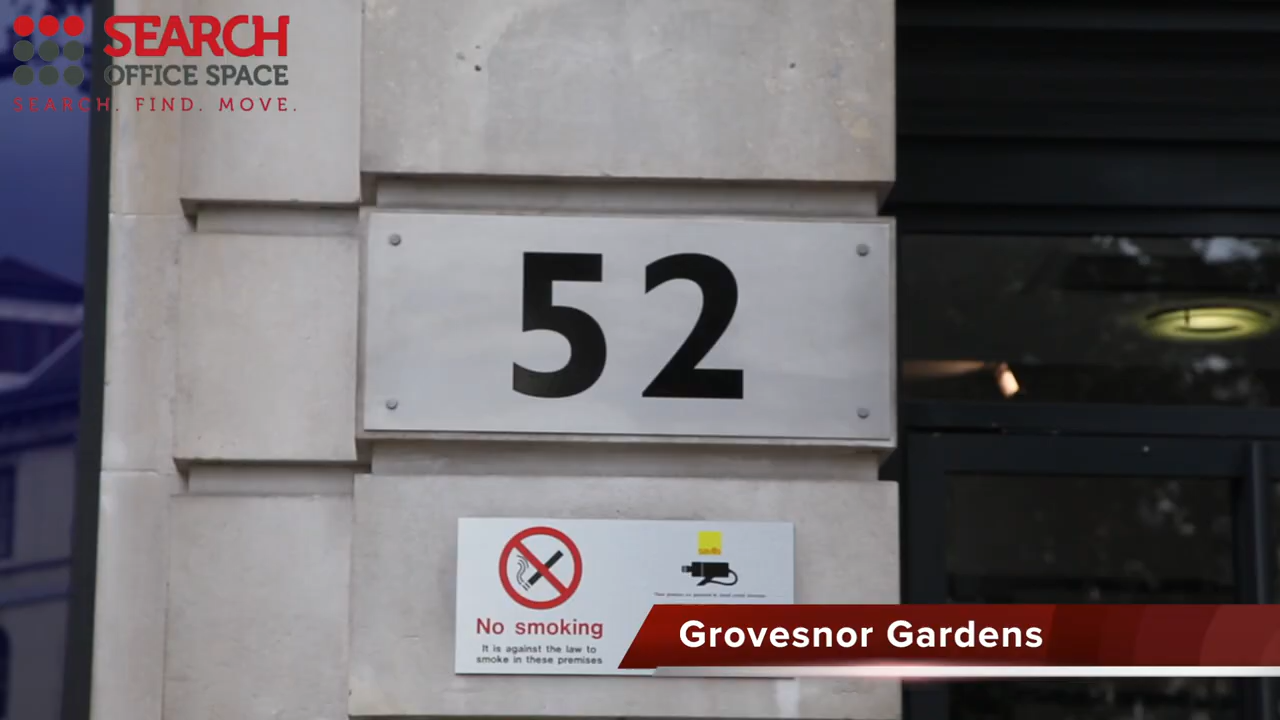 SEARCH
OFFICE SPACE
SEARCH. FIND. MOVE.
52
savills
No smoking
It is against the law to
smoke in these premises
Grovesnor Gardens